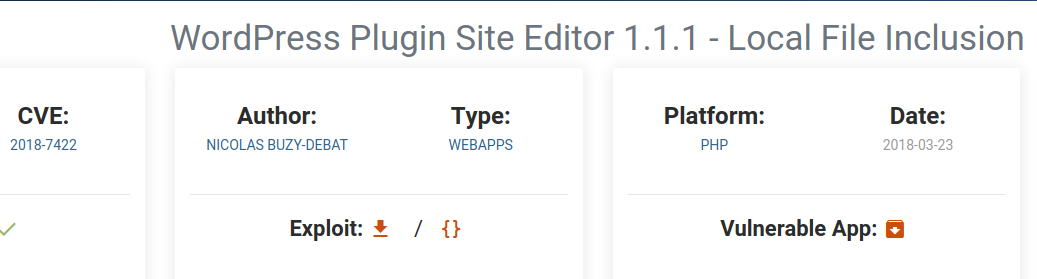 WordPress Plugin Site Editor 1.1.1 - Local File Inclusion
CVE: Author: Type: Platform: Date:
2018-7422 NICOLAS BUZY-DEBAT WEBAPPS PHP 2018-03-23
Exploit: / {} Vulnerable App: